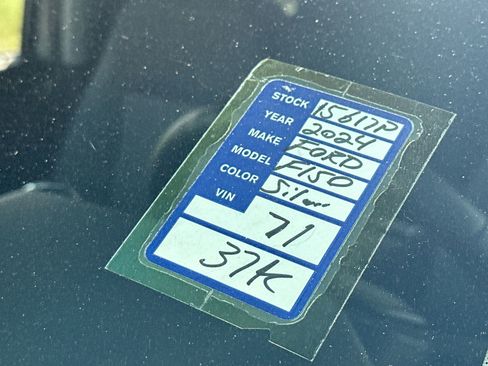 STOCK 15617P
YEAR 2024
MAKE FORD
MODEL F150
COLOR Silver
VIN 71
37K